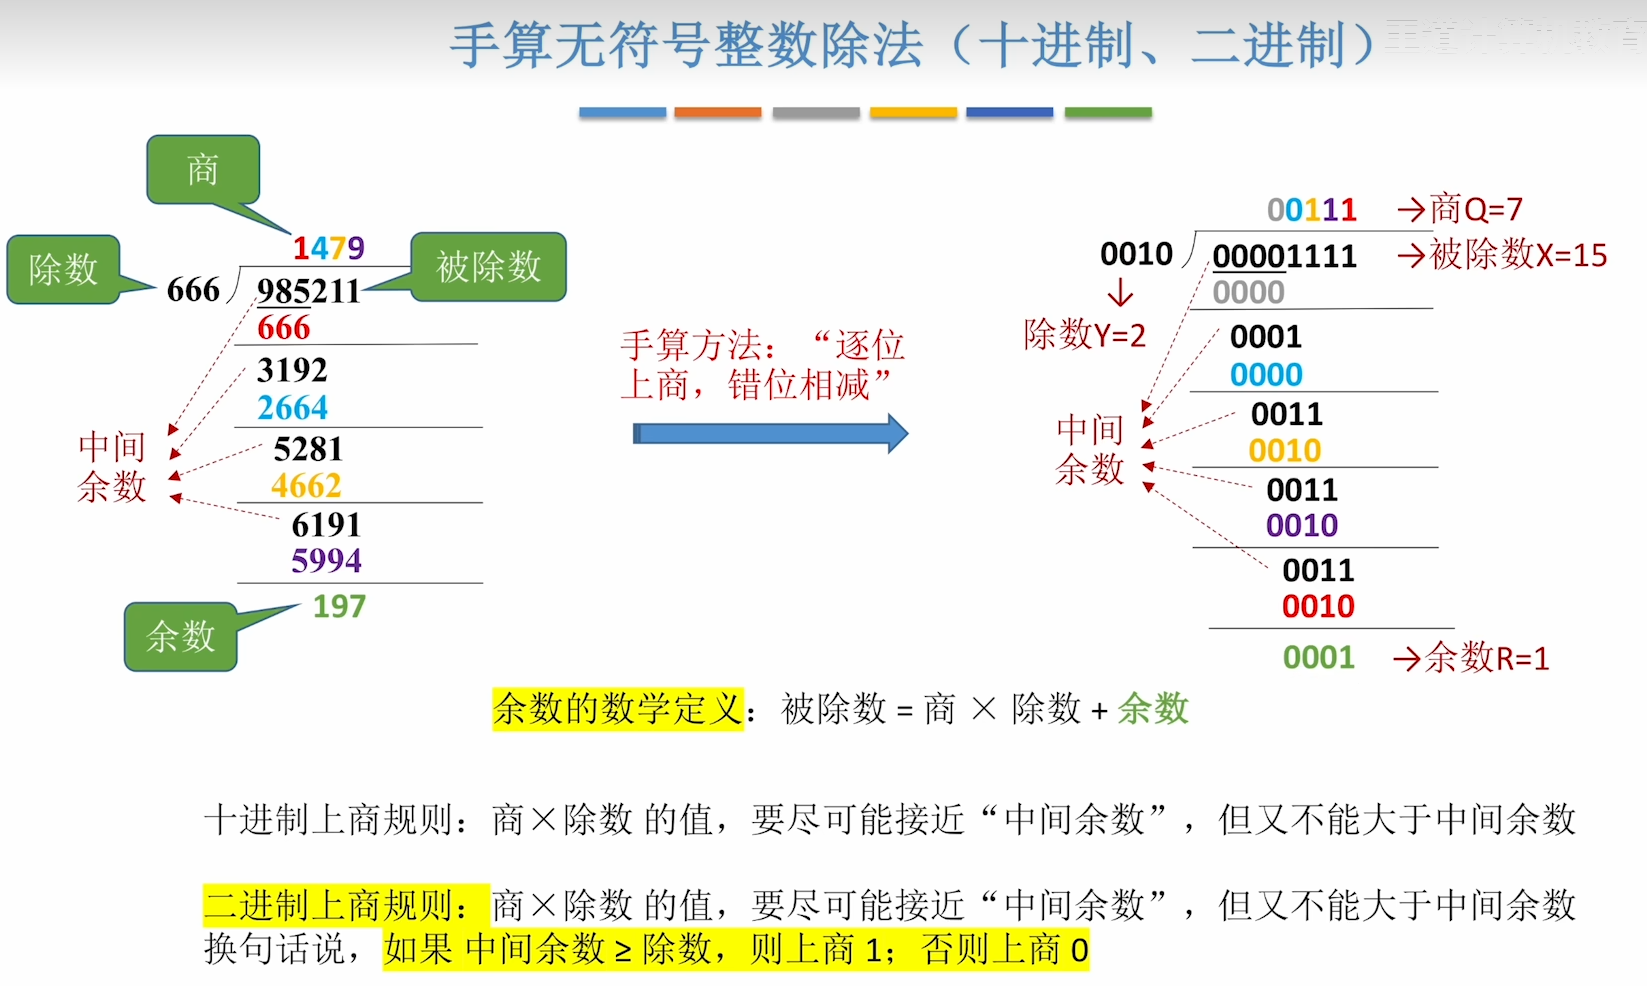 手算无符号整数除法（十进制、二进制）
商
除数
1479
被除数
666
985211
666
3192
2664
5281
4662
6191
5994
197
中间
余数
余数
手算方法：“逐位
上商，错位相减”
00111 →商Q=7
0010
00001111 →被除数X=15
↓
除数Y=2
0000
0001
0000
0011
0010
0011
0010
0011
0010
0001 →余数R=1
中间
余数
余数的数学定义：被除数 = 商 × 除数 + 余数
十进制上商规则：商×除数 的值，要尽可能接近“中间余数”，但又不能大于中间余数
二进制上商规则：商×除数 的值，要尽可能接近“中间余数”，但又不能大于中间余数
换句话说，如果 中间余数 ≥ 除数，则上商 1；否则上商 0